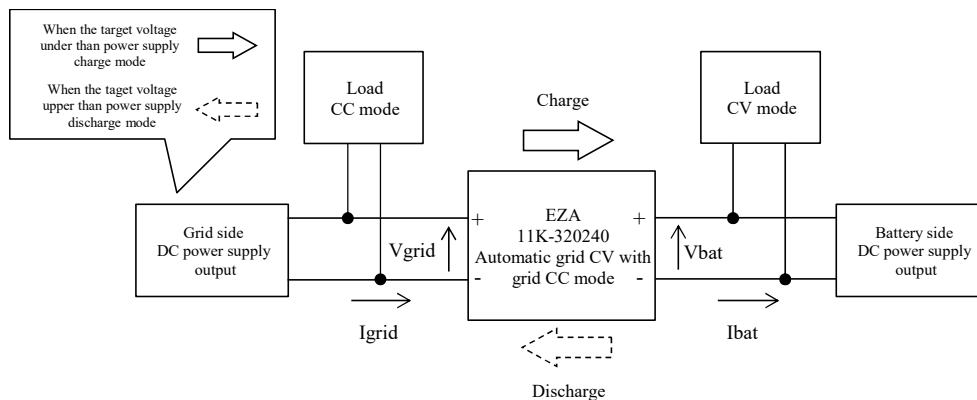 When the target voltage
under than power supply
charge mode
When the taget voltage
upper than power supply
discharge mode
Load
CC mode
Charge
Load
CV mode
Grid side
DC power supply
output
+
-
Vgrid
Igrid
EZA
11K-320240
Automatic grid CV with
grid CC mode
+
-
Vbat
Ibat
Battery side
DC power supply
output
Discharge